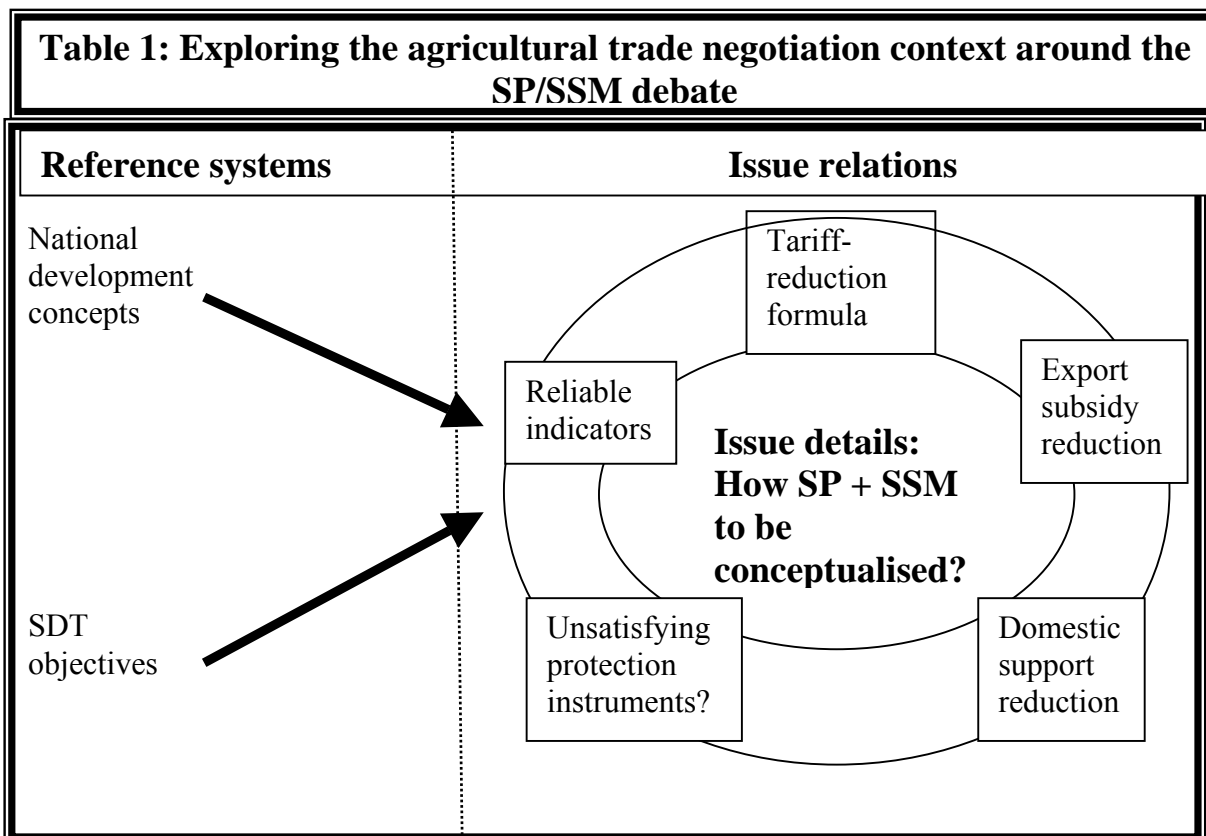 Table 1: Exploring the agricultural trade negotiation context around the
SP/SSM debate
Reference systems
Issue relations
National
development
concepts
SDT
objectives
Tariff-
reduction
formula
Export
subsidy
reduction
Reliable
indicators
Issue details:
How SP + SSM
to be
conceptualised?
Unsatisfying
protection
instruments?
Domestic
support
reduction